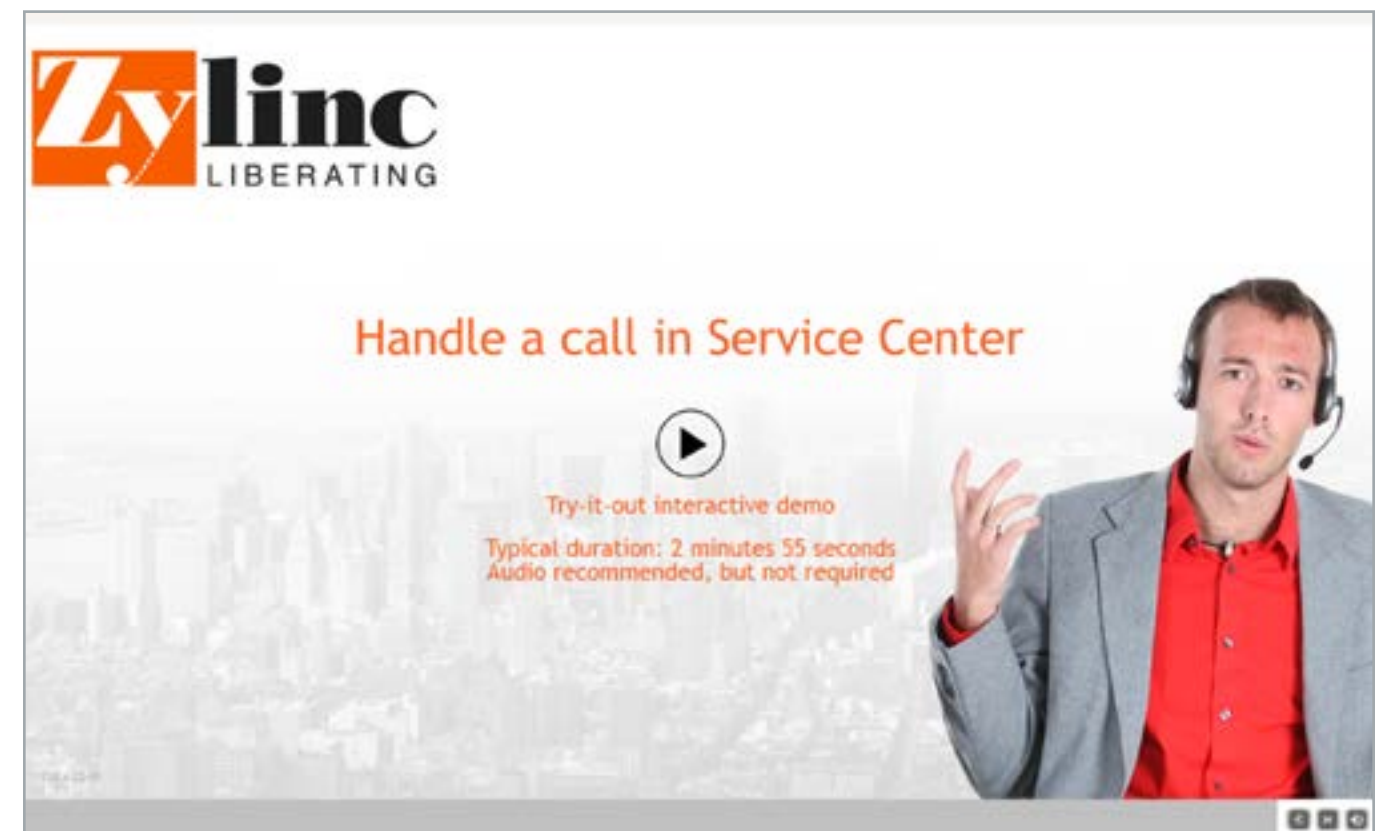 Zylinc
LIBERATING
Handle a call in Service Center
Try-it-out interactive demo
Typical duration: 2 minutes 55 seconds
Audio recommended, but not required